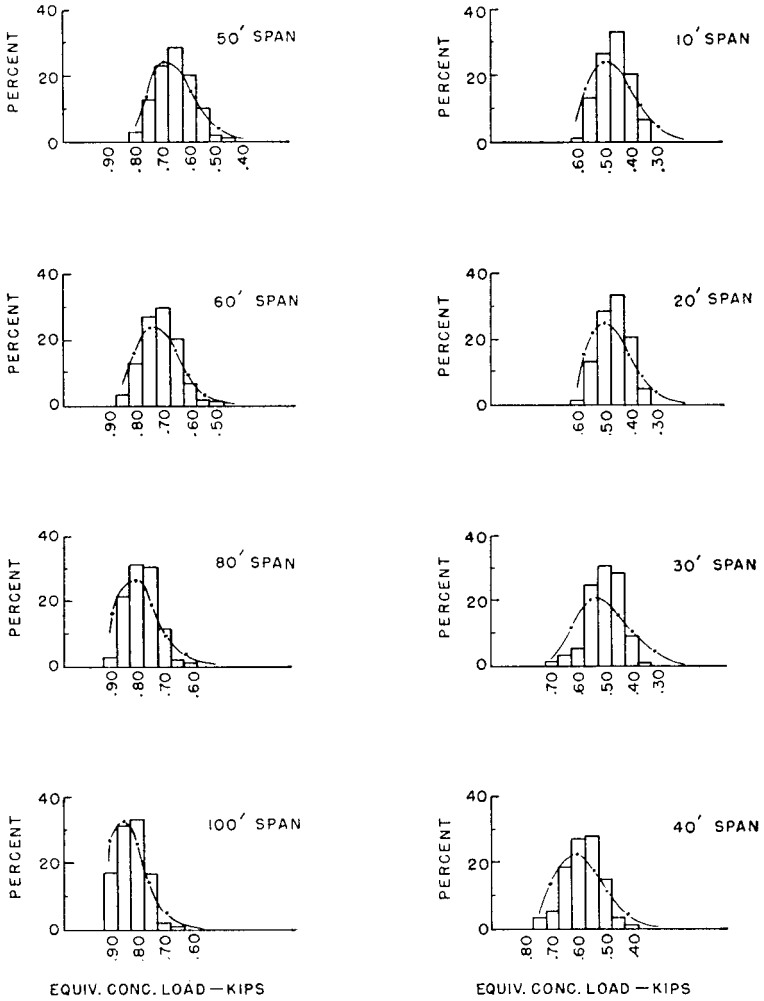 40
20
0
PERCENT
50' SPAN
.90 .80 .70 .60 .50 .40
40
20
0
PERCENT
10' SPAN
.60 .50 .40 .30
40
20
0
PERCENT
60' SPAN
.90 .80 .70 .60 .50
40
20
0
PERCENT
20' SPAN
.60 .50 .40 .30
40
20
0
PERCENT
80' SPAN
.90 .80 .70 .60
40
20
0
PERCENT
30' SPAN
.70 .60 .50 .40 .30
40
20
0
PERCENT
100' SPAN
.90 .80 .70 .60
EQUIV. CONC. LOAD — KIPS
40
20
0
PERCENT
40' SPAN
.80 .70 .60 .50 .40
EQUIV. CONC. LOAD — KIPS